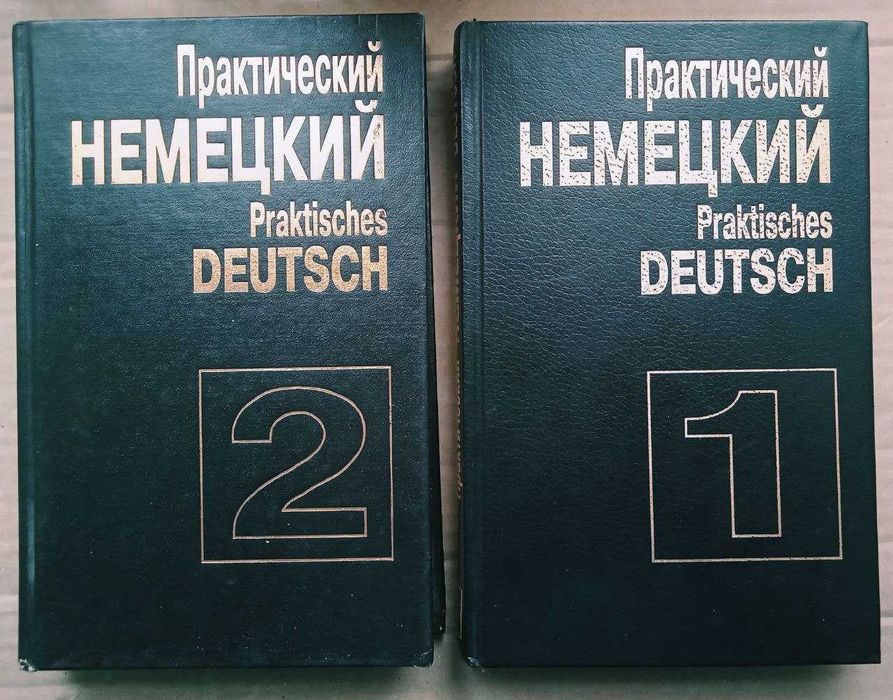 Практический
НЕМЕЦКИЙ
Praktisches
DEUTSCH
2
Практический
НЕМЕЦКИЙ
Praktisches
DEUTSCH
1